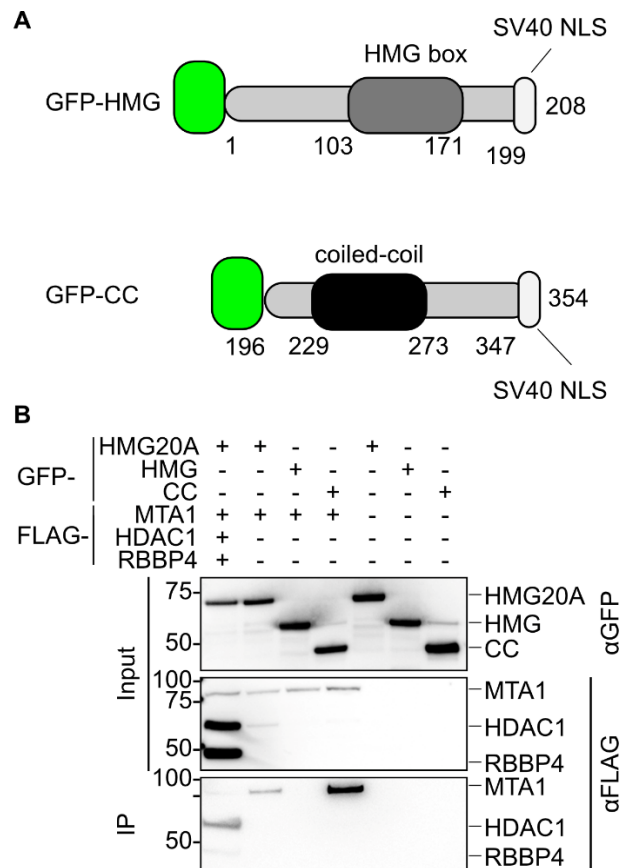 A
SV40 NLS
HMG box
GFP-HMG
208
1 103 171 199
coiled-coil
GFP-CC
354
196 229 273 347
SV40 NLS
B
HMG20A + + - - + - -
GFP- HMG - - + - - + -
CC - - - + - - +
FLAG- MTA1 + + + + - - -
HDAC1 + - - - - - -
RBBP4 + - - - - - -
75 HMG20A
HMG
50 CC
αGFP
Input
100 MTA1
75
HDAC1
50
RBBP4
αFLAG
100 MTA1
IP
HDAC1
50
RBBP4